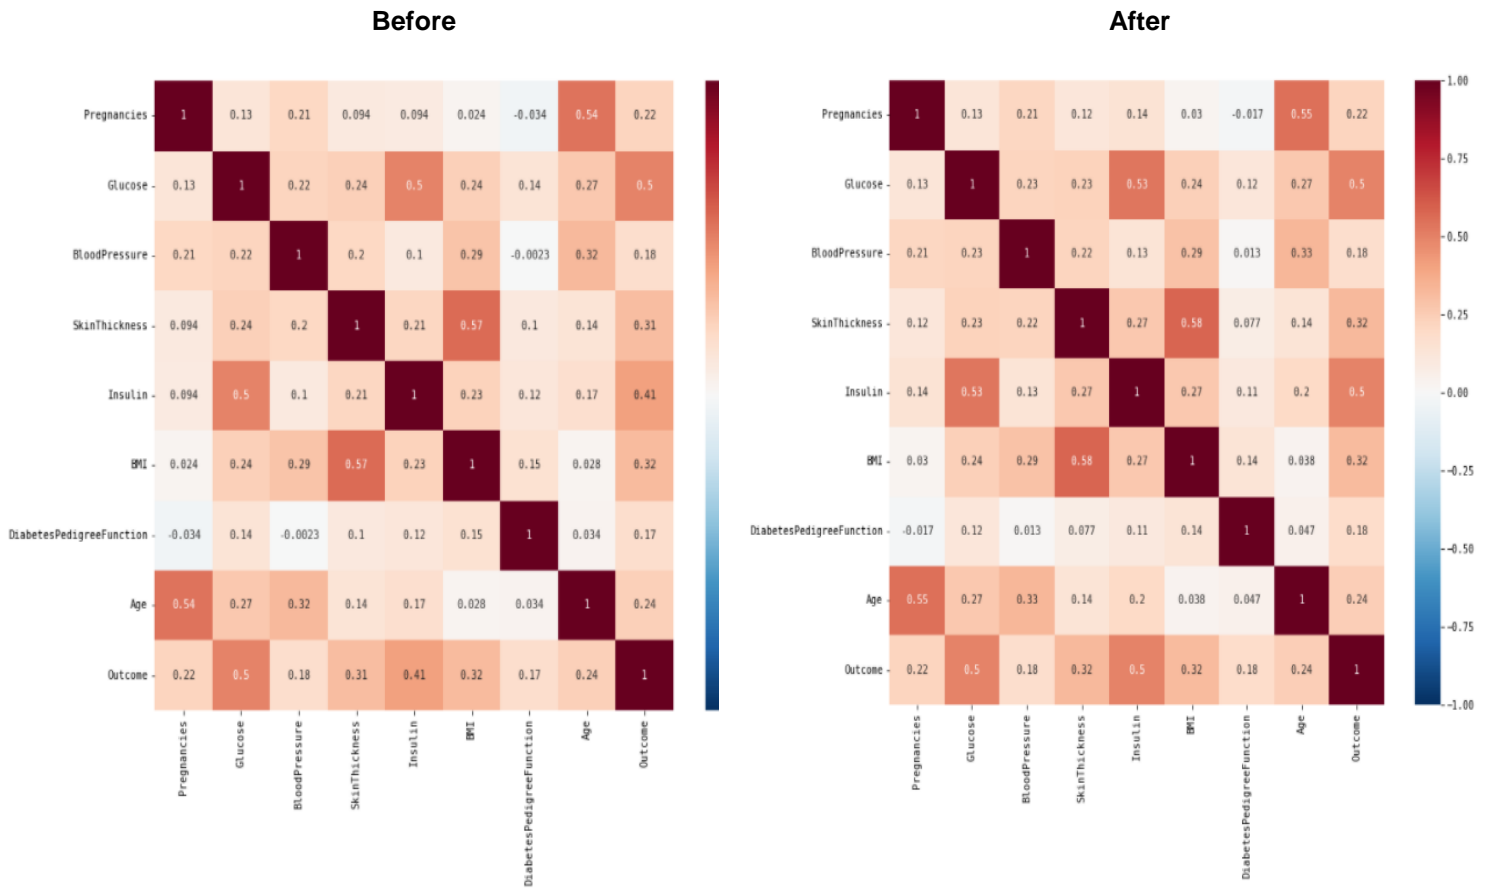 Before
After
Pregnancies 1 0.13 0.21 0.094 0.094 0.024 -0.034 0.54 0.22
Glucose 0.13 1 0.22 0.24 0.5 0.24 0.14 0.27 0.5
BloodPressure 0.21 0.22 1 0.2 0.1 0.29 -0.0023 0.32 0.18
SkinThickness 0.094 0.24 0.2 1 0.21 0.57 0.1 0.14 0.31
Insulin 0.094 0.5 0.1 0.21 1 0.23 0.12 0.17 0.41
BMI 0.024 0.24 0.29 0.57 0.23 1 0.15 0.028 0.32
DiabetesPedigreeFunction -0.034 0.14 -0.0023 0.1 0.12 0.15 1 0.034 0.17
Age 0.54 0.27 0.32 0.14 0.17 0.028 0.034 1 0.24
Outcome 0.22 0.5 0.18 0.31 0.41 0.32 0.17 0.24 1
Pregnancies
Glucose
BloodPressure
SkinThickness
Insulin
BMI
DiabetesPedigreeFunction
Age
Outcome
Pregnancies 1 0.13 0.21 0.12 0.14 0.03 -0.017 0.55 0.22
Glucose 0.13 1 0.23 0.23 0.53 0.24 0.12 0.27 0.5
BloodPressure 0.21 0.23 1 0.22 0.13 0.29 0.013 0.33 0.18
SkinThickness 0.12 0.23 0.22 1 0.27 0.58 0.077 0.14 0.32
Insulin 0.14 0.53 0.13 0.27 1 0.27 0.11 0.2 0.5
BMI 0.03 0.24 0.29 0.58 0.27 1 0.14 0.038 0.32
DiabetesPedigreeFunction -0.017 0.12 0.013 0.077 0.11 0.14 1 0.047 0.18
Age 0.55 0.27 0.33 0.14 0.2 0.038 0.047 1 0.24
Outcome 0.22 0.5 0.18 0.32 0.5 0.32 0.18 0.24 1
Pregnancies
Glucose
BloodPressure
SkinThickness
Insulin
BMI
DiabetesPedigreeFunction
Age
Outcome
1.00
0.75
0.50
0.25
0.00
-0.25
-0.50
-0.75
-1.00